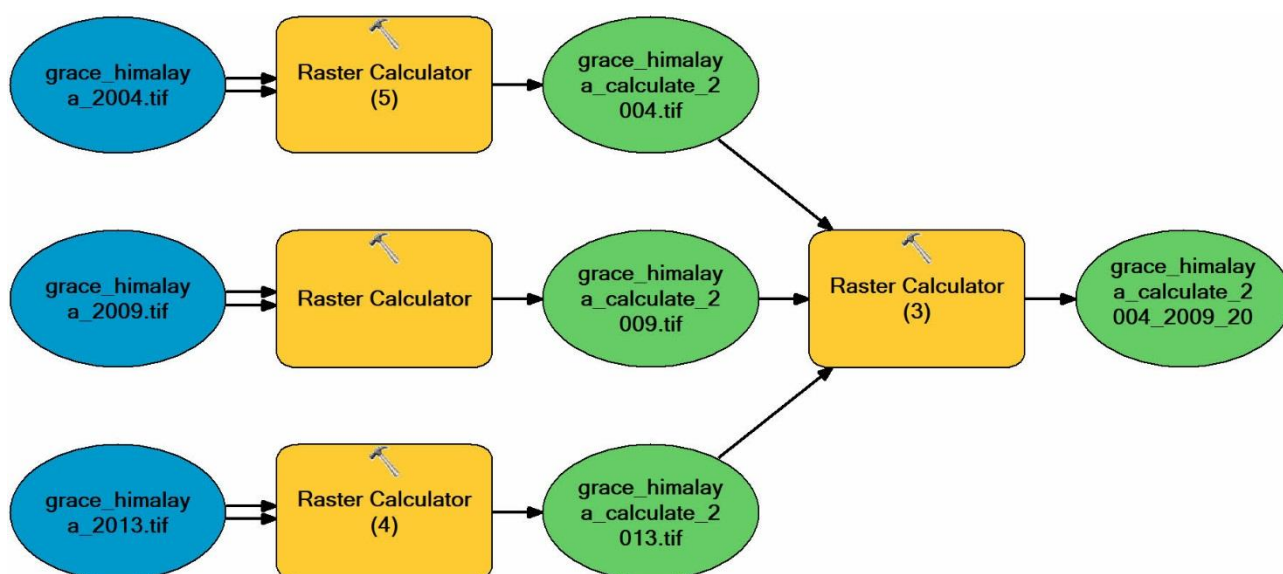 grace_himalay
a_2004.tif
Raster Calculator
(5)
grace_himalay
a_calculate_2
004.tif
grace_himalay
a_2009.tif
Raster Calculator
grace_himalay
a_calculate_2
009.tif
Raster Calculator
(3)
grace_himalay
a_calculate_2
004_2009_20
grace_himalay
a_2013.tif
Raster Calculator
(4)
grace_himalay
a_calculate_2
013.tif